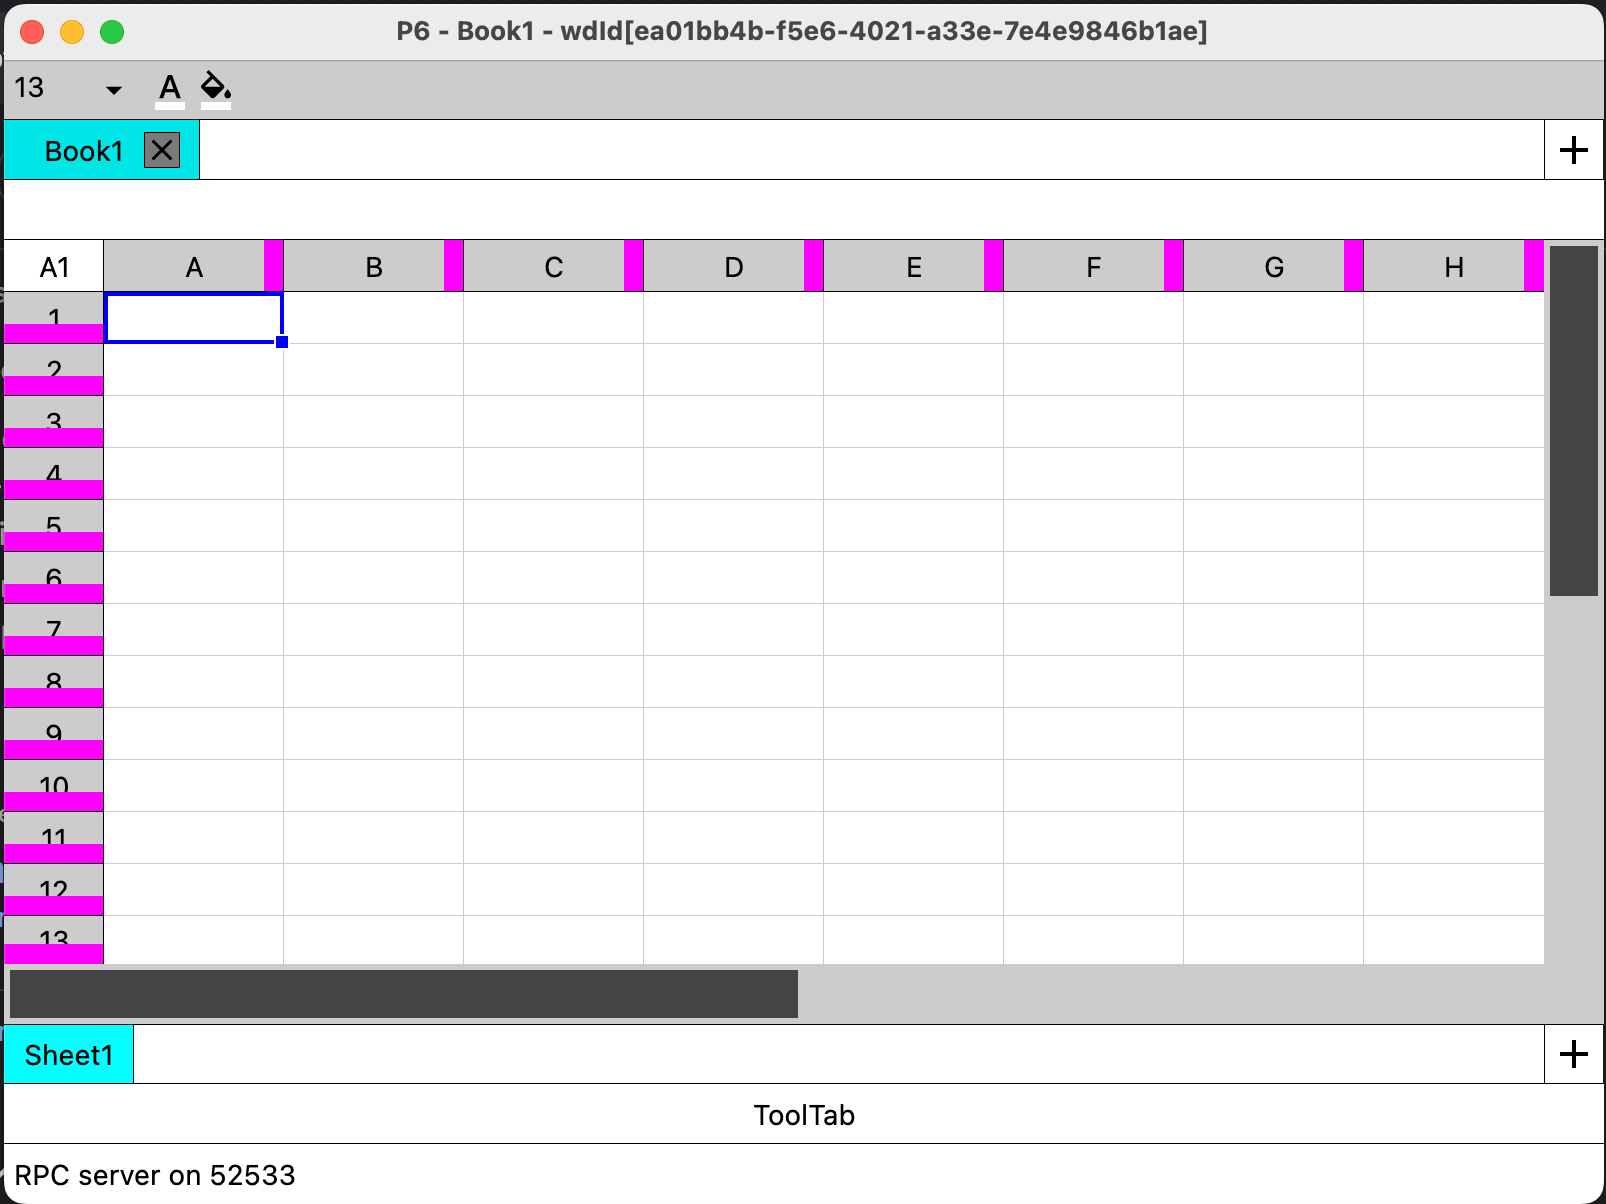 P6 - Book1 - wdId[ea01bb4b-f5e6-4021-a33e-7e4e9846b1ae]
13 A
Book1
A1 A B C D E F G H
1
2
3
4
5
6
7
8
9
10
11
12
13
Sheet1
ToolTab
RPC server on 52533